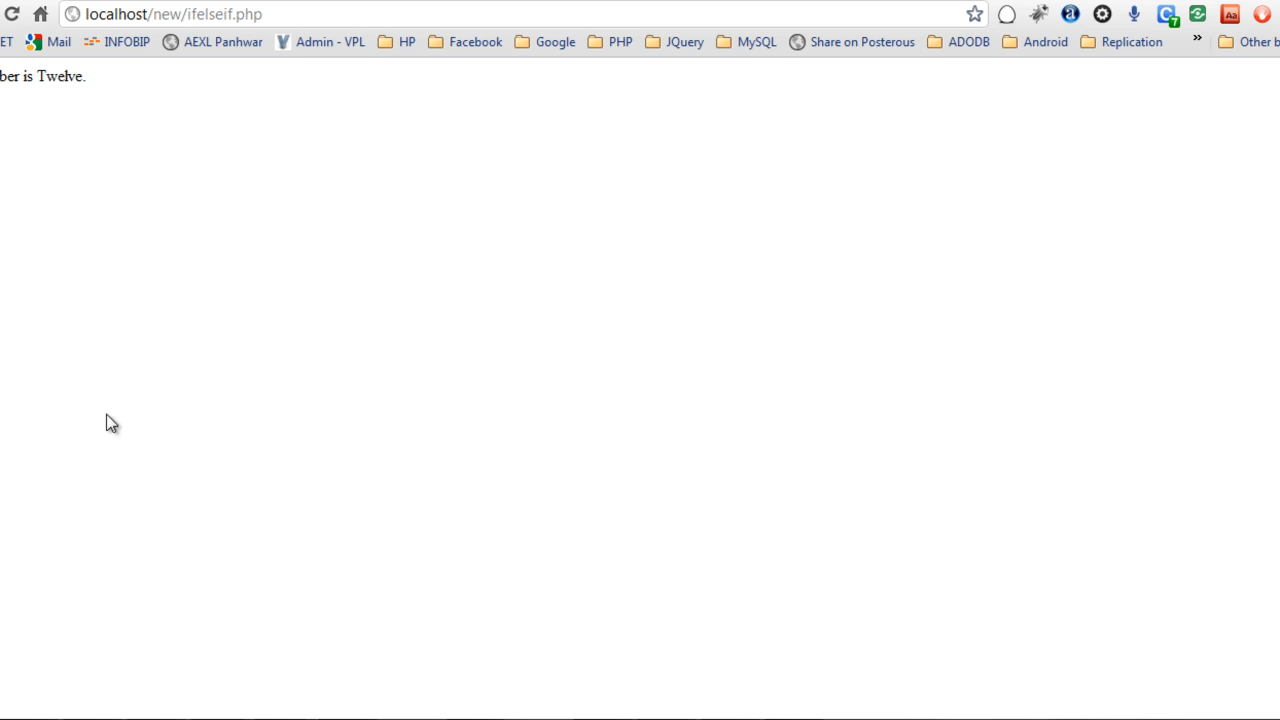 localhost/new/ifelseif.php
ET Mail INFOBIP AEXL Panhwar Admin - VPL HP Facebook Google PHP JQuery MySQL Share on Posterous ADODB Android Replication » Other b
ber is Twelve.